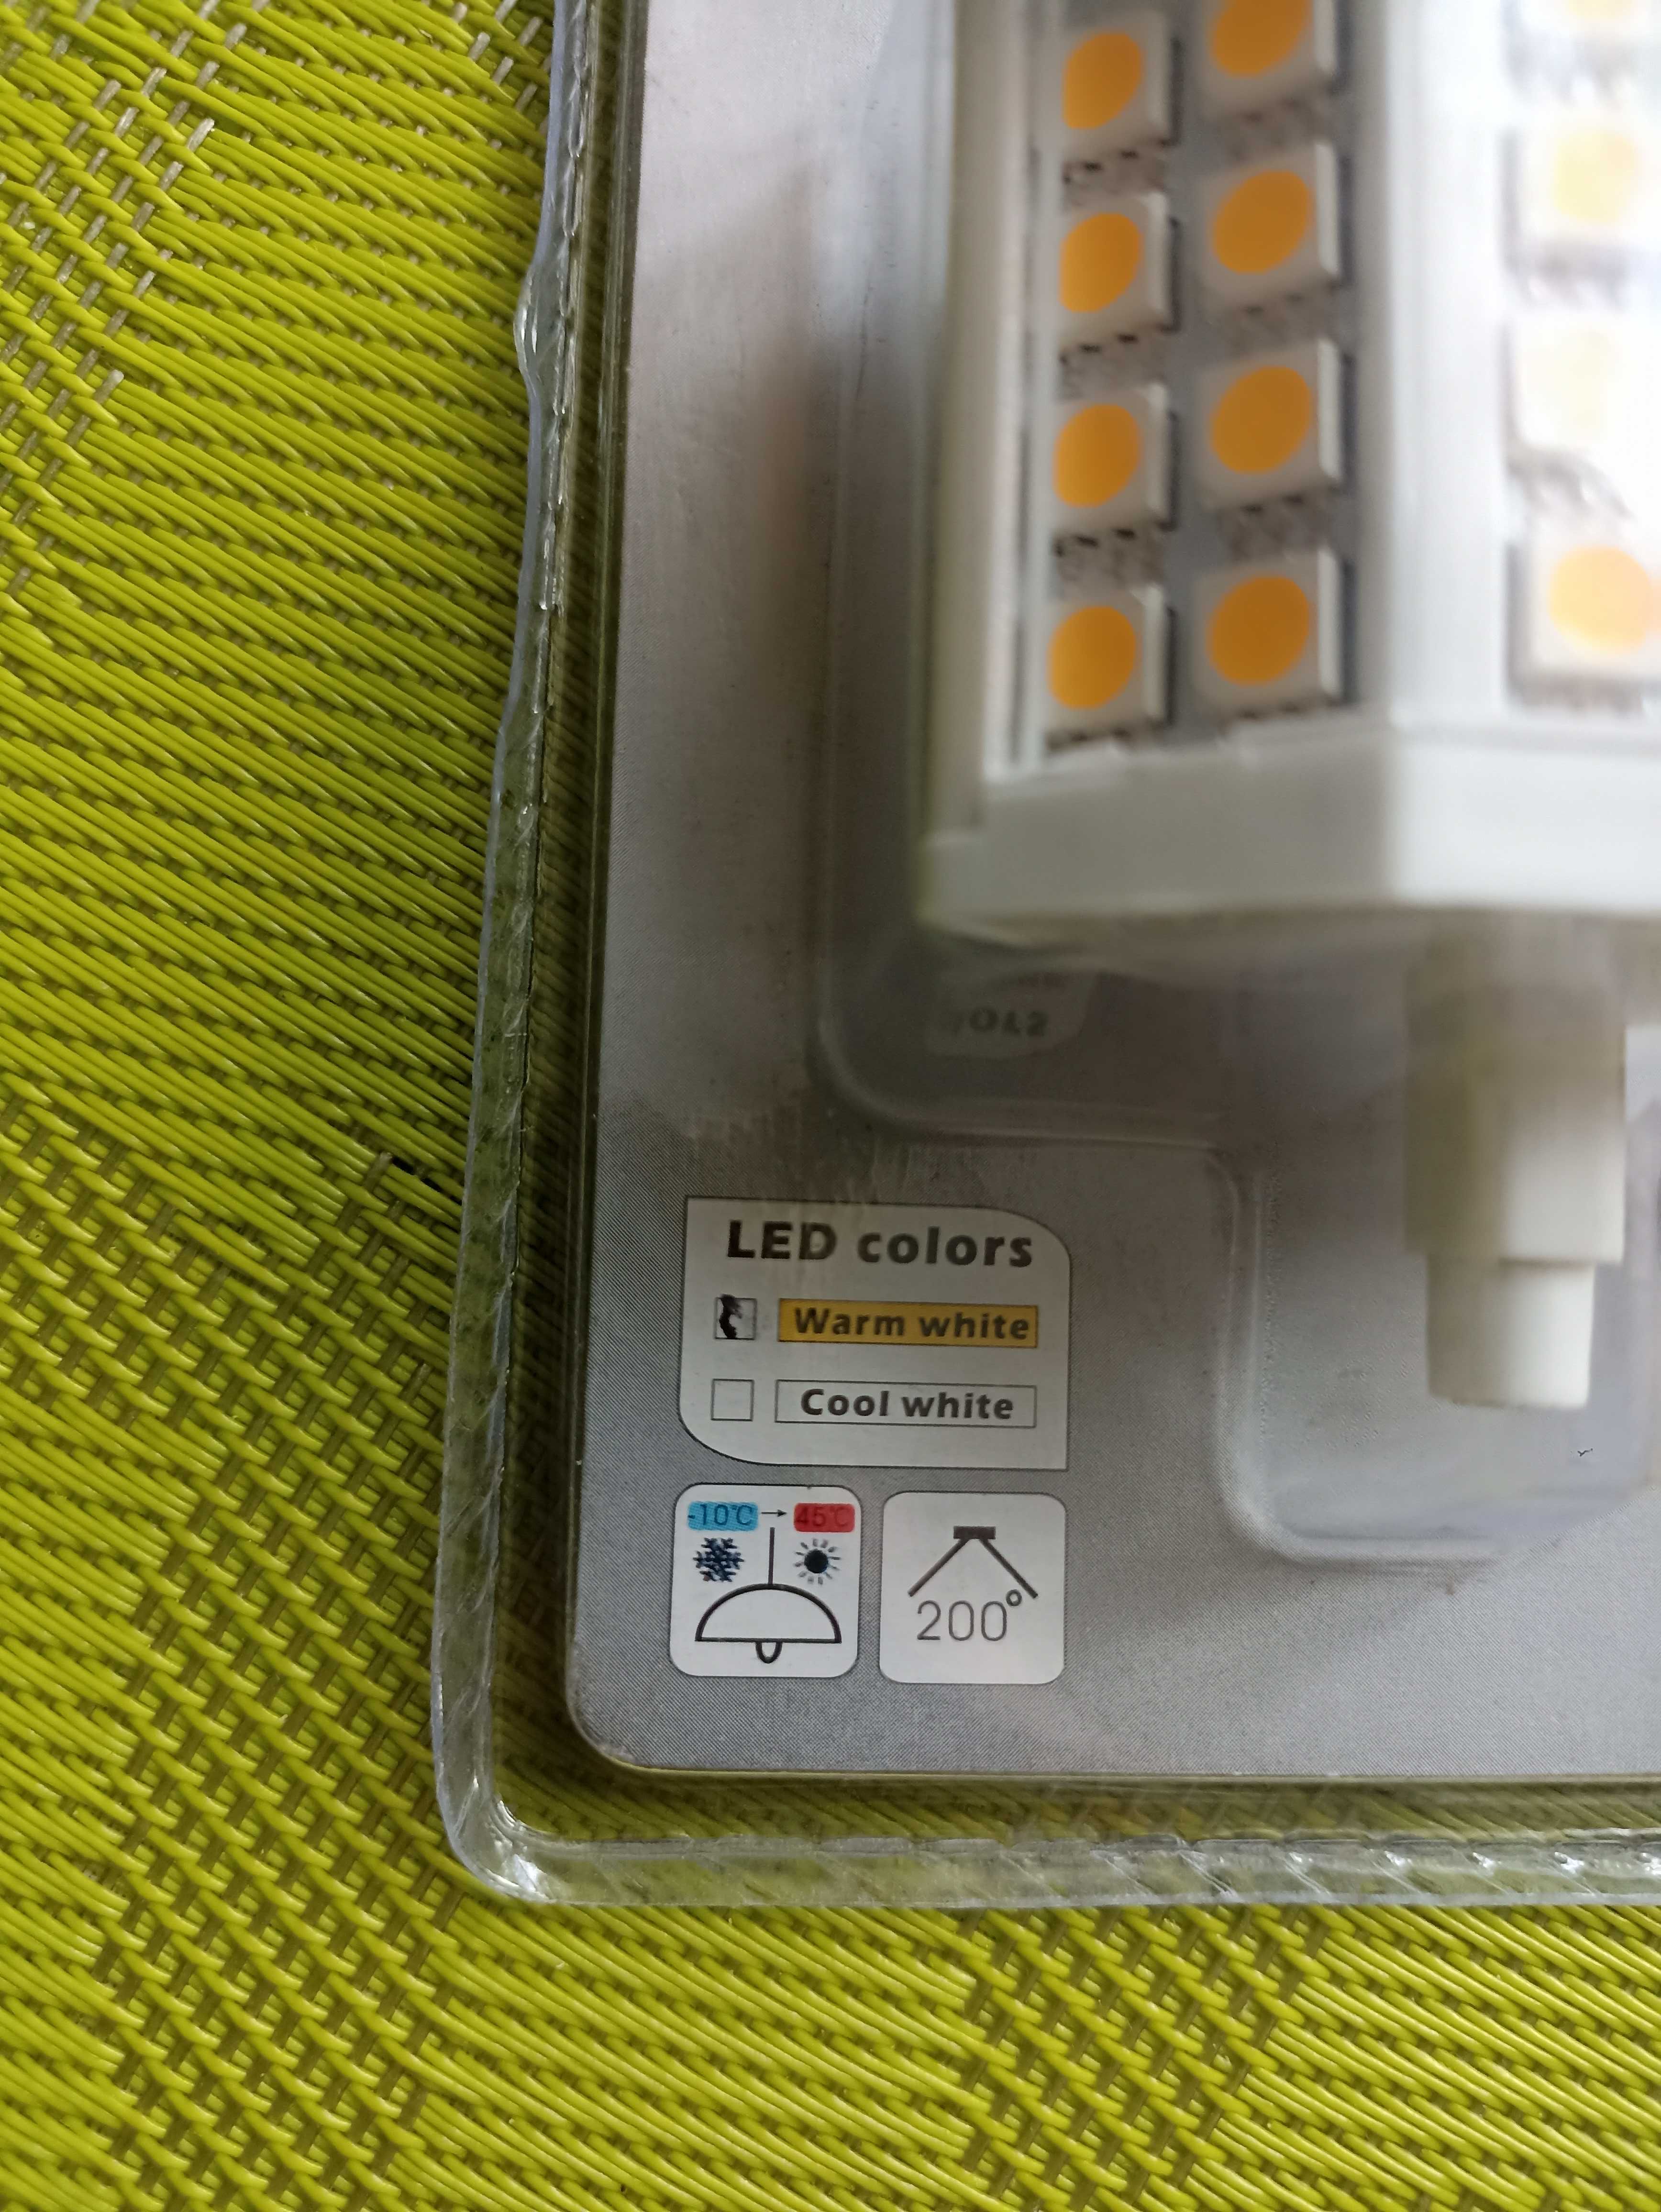 LED colors
Warm white
Cool white
-10°C → 45°C
200°